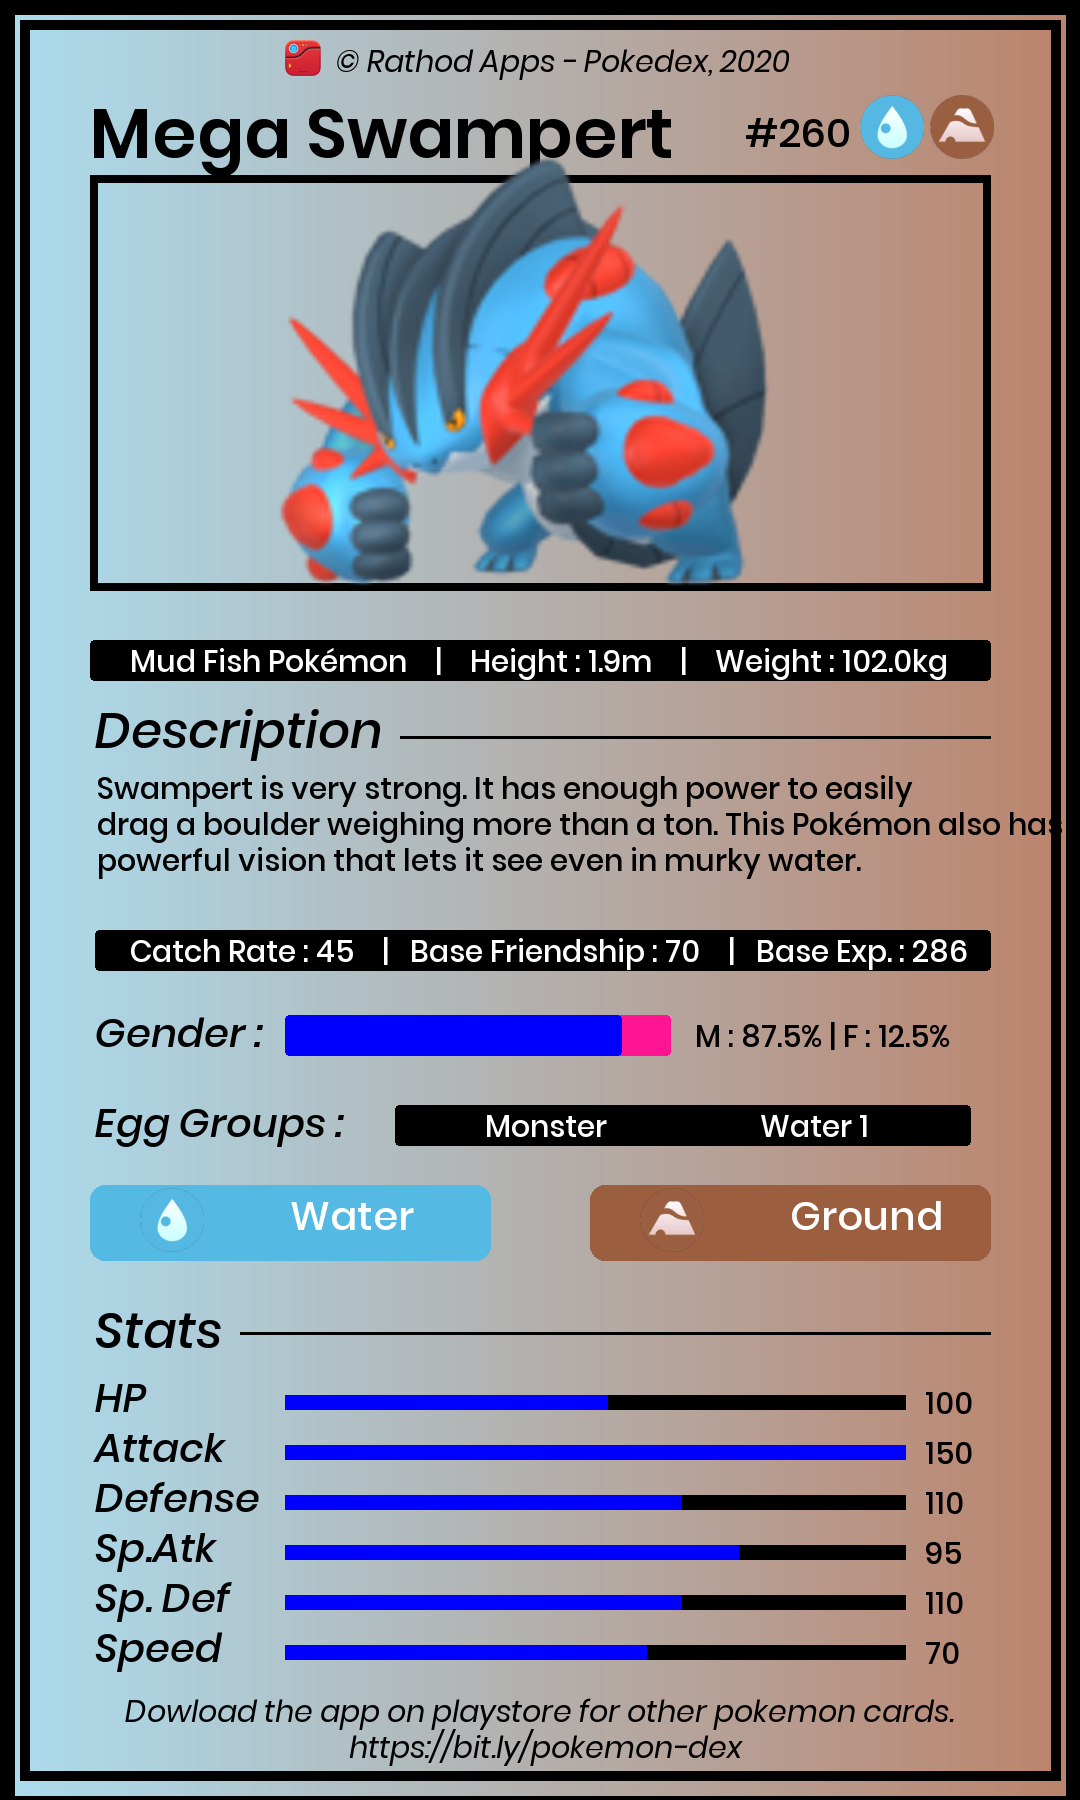 © Rathod Apps - Pokedex, 2020
Mega Swampert #260
Mud Fish Pokémon | Height : 1.9m | Weight : 102.0kg
Description
Swampert is very strong. It has enough power to easily
drag a boulder weighing more than a ton. This Pokémon also has
powerful vision that lets it see even in murky water.
Catch Rate : 45 | Base Friendship : 70 | Base Exp. : 286
Gender : M : 87.5% | F : 12.5%
Egg Groups : Monster Water 1
Water Ground
Stats
HP 100
Attack 150
Defense 110
Sp.Atk 95
Sp. Def 110
Speed 70
Dowload the app on playstore for other pokemon cards.
https://bit.ly/pokemon-dex